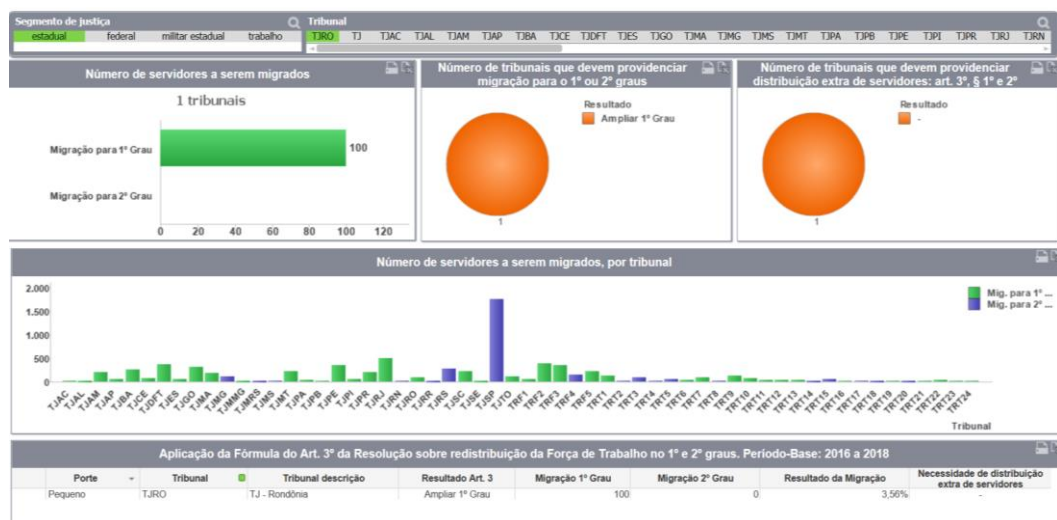 Segmento de justiça
estadual federal militar estadual trabalho
Tribunal
TJRO TJ TJAC TJAL TJAM TJAP TJBA TJCE TJDFT TJES TJGO TJMA TJMG TJMS TJMT TJPA TJPB TJPE TJPI TJPR TJRJ TJRN
Número de servidores a serem migrados
1 tribunais
Migração para 1º Grau
100
Migração para 2º Grau
0 20 40 60 80 100 120
Número de tribunais que devem providenciar
migração para o 1º ou 2º graus
Resultado
Ampliar 1º Grau
1
Número de tribunais que devem providenciar
distribuição extra de servidores: art. 3º, § 1º e 2º
Resultado
-
1
Número de servidores a serem migrados, por tribunal
2.000
1.500
1.000
500
0
Mig. para 1º ...
Mig. para 2º ...
TJAC TJAL TJAM TJAP TJBA TJCE TJDFT TJES TJGO TJMA TJMG TJMMG TJMRS TJMS TJMT TJPA TJPB TJPE TJPI TJPR TJRJ TJRN TJRO TJRR TJRS TJSC TJSE TJSP TJTO TRF1 TRF2 TRF3 TRF4 TRF5 TRT1 TRT2 TRT3 TRT4 TRT5 TRT6 TRT7 TRT8 TRT9 TRT10 TRT11 TRT12 TRT13 TRT14 TRT15 TRT16 TRT17 TRT18 TRT19 TRT20 TRT21 TRT22 TRT23 TRT24
Tribunal
Aplicação da Fórmula do Art. 3º da Resolução sobre redistribuição da Força de Trabalho no 1º e 2º graus. Período-Base: 2016 a 2018
Porte Tribunal Tribunal descrição Resultado Art. 3 Migração 1º Grau Migração 2º Grau Resultado da Migração Necessidade de distribuição
extra de servidores
Pequeno TJRO TJ - Rondônia Ampliar 1º Grau 100 0 3,56% -